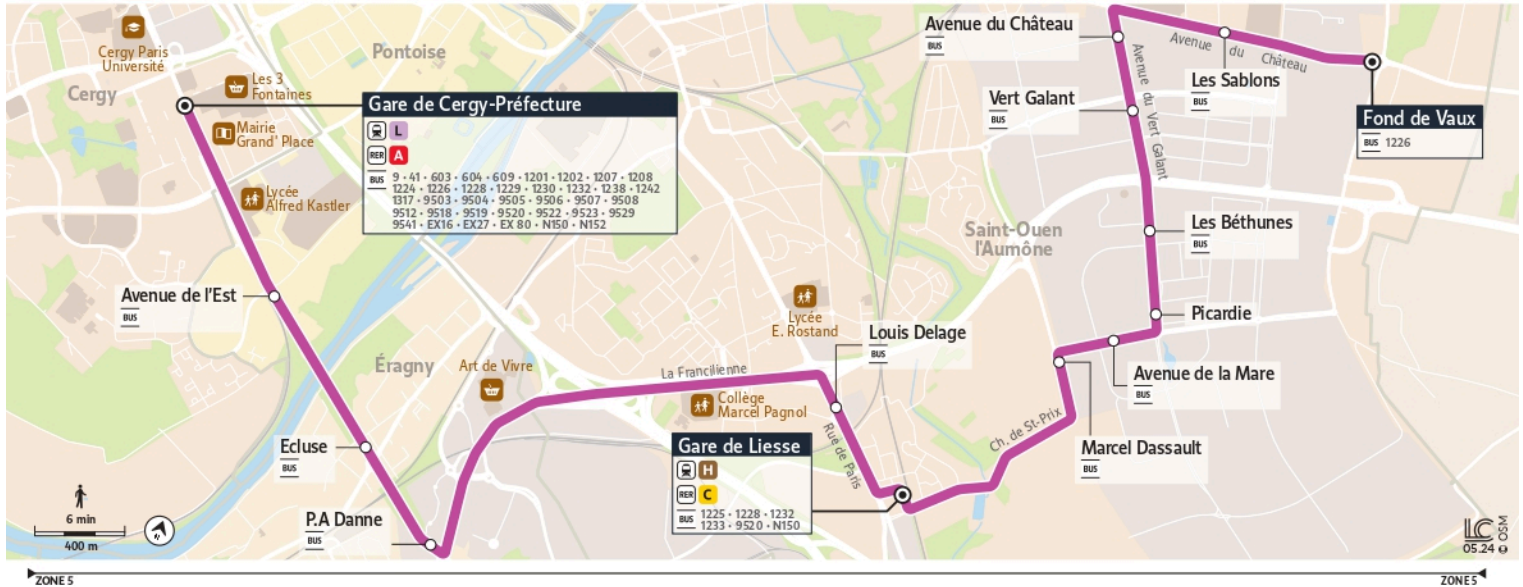 Cergy Paris
Université
Cergy
Pontoise
Les 3
Fontaines
Mairie
Grand' Place
Lycée
Alfred Kastler
Gare de Cergy-Préfecture
L
RER A
BUS 9 • 41 • 603 • 604 • 609 • 1201 • 1202 • 1207 • 1208
1224 • 1226 • 1228 • 1229 • 1230 • 1232 • 1238 • 1242
1317 • 9503 • 9504 • 9505 • 9506 • 9507 • 9508
9512 • 9518 • 9519 • 9520 • 9522 • 9523 • 9529
9541 • EX16 • EX27 • EX 80 • N150 • N152
Avenue de l'Est
BUS
Éragny
Art de Vivre
Ecluse
BUS
P.A Danne
BUS
La Francilienne
Collège
Marcel Pagnol
Lycée
E. Rostand
Louis Delage
BUS
Rue de Paris
Gare de Liesse
H
RER C
BUS 1225 • 1228 • 1232
1233 • 9520 • N150
Ch. de St-Prix
Marcel Dassault
BUS
Avenue de la Mare
BUS
Picardie
Les Béthunes
BUS
Saint-Ouen
l'Aumône
Vert Galant
BUS
Avenue du Vert Galant
Avenue du Château
BUS
Avenue du Château
Les Sablons
BUS
Fond de Vaux
BUS 1226
6 min
400 m
LC
05.24 © OSM
ZONE 5
ZONE 5